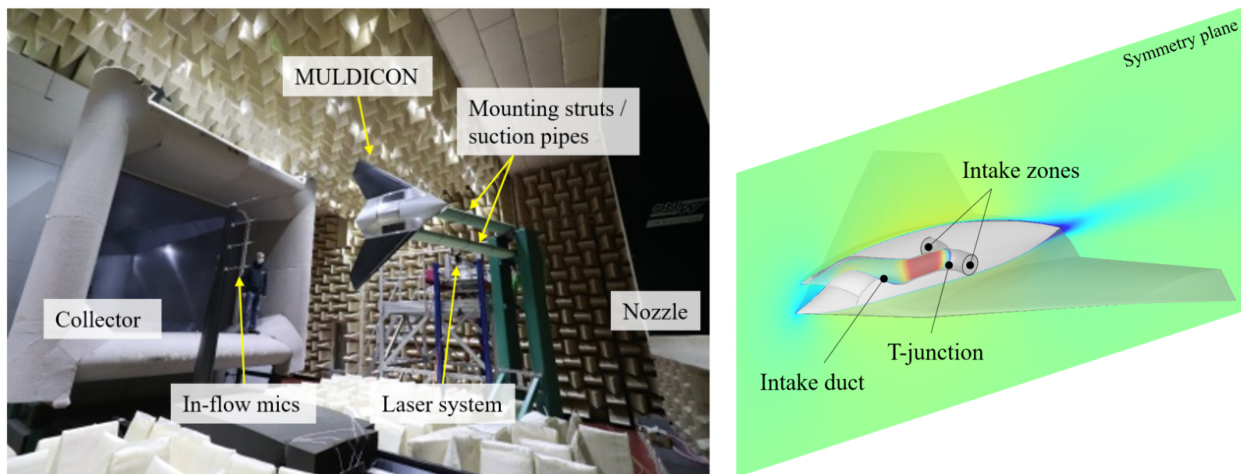 MULDICON
Mounting struts /
suction pipes
Collector
Nozzle
In-flow mics
Laser system
Symmetry plane
Intake zones
T-junction
Intake duct